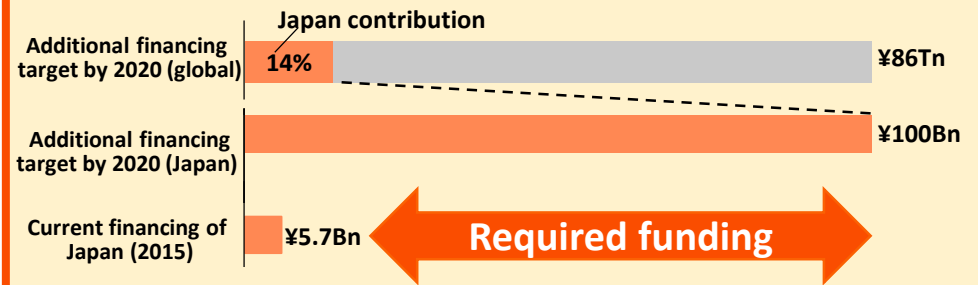 Japan contribution
Additional financing
target by 2020 (global)
14%
¥86Tn
Additional financing
target by 2020 (Japan)
¥100Bn
Current financing of
Japan (2015)
¥5.7Bn
Required funding